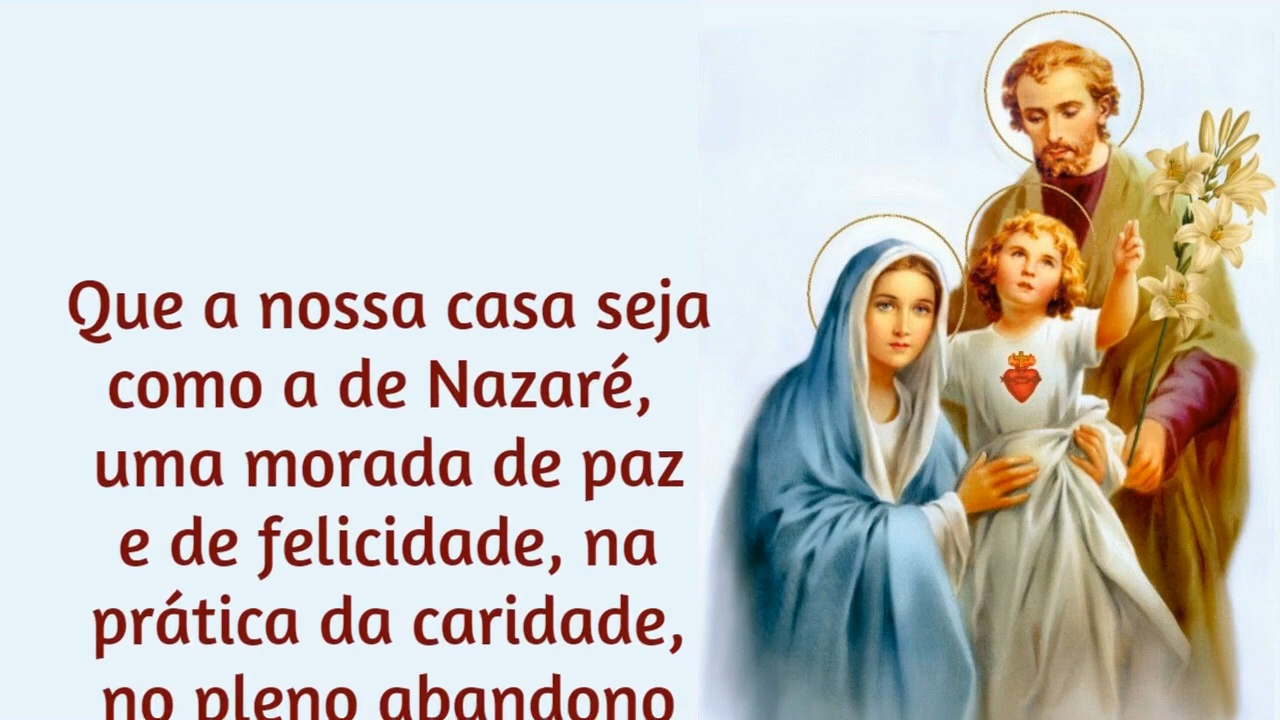 Que a nossa casa seja
como a de Nazaré,
uma morada de paz
e de felicidade, na
prática da caridade,
no pleno abandono